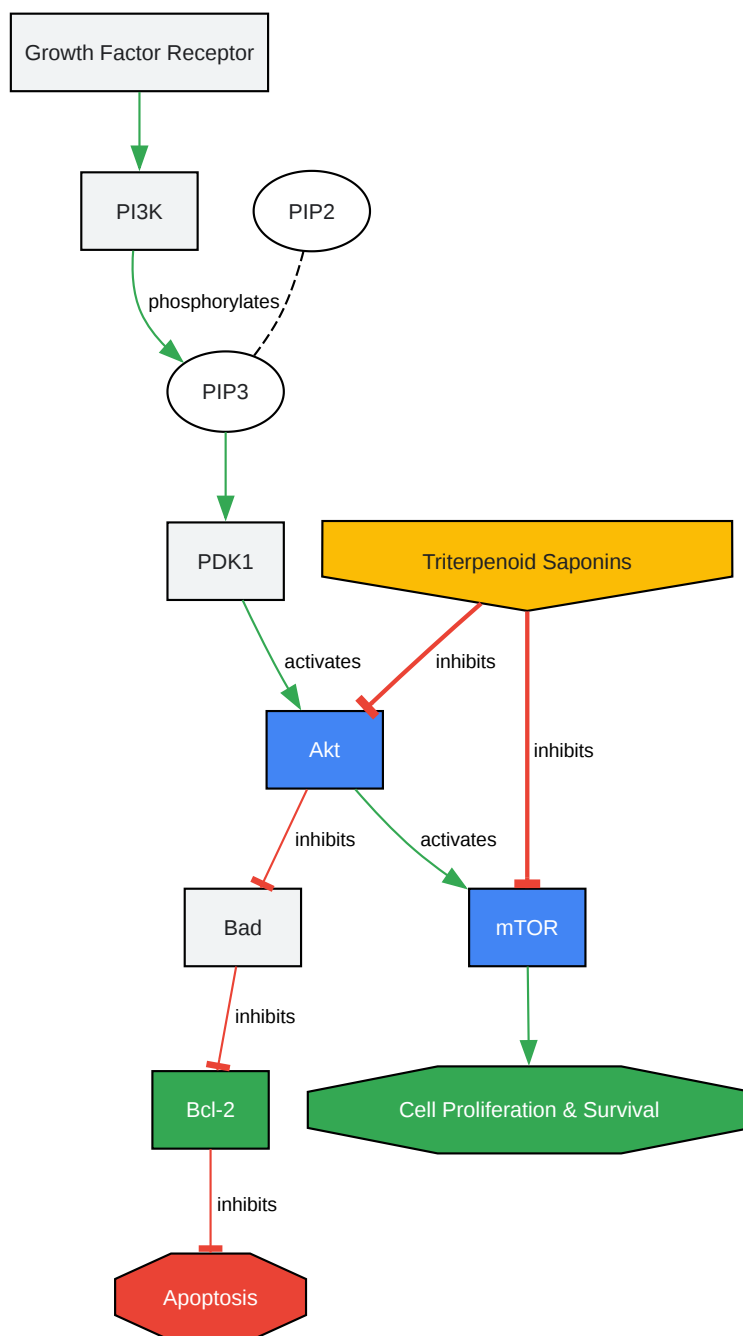 Growth Factor Receptor
PI3K
PIP2
phosphorylates
PIP3
PDK1
Triterpenoid Saponins
activates
inhibits
Akt
inhibits
inhibits
activates
Bad
mTOR
inhibits
Bcl-2
Cell Proliferation & Survival
inhibits
Apoptosis